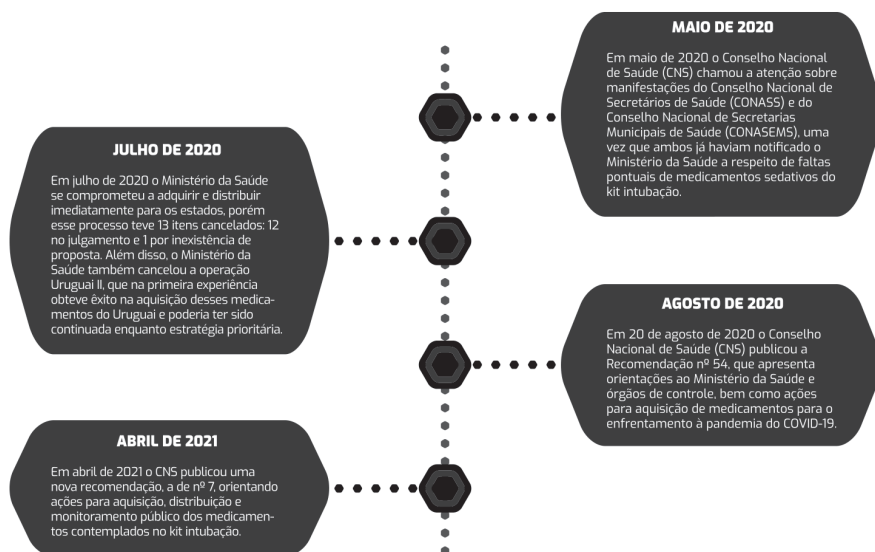 MAIO DE 2020
Em maio de 2020 o Conselho Nacional
de Saúde (CNS) chamou a atenção sobre
manifestações do Conselho Nacional de
Secretários de Saúde (CONASS) e do
Conselho Nacional de Secretarias
Municipais de Saúde (CONASEMS), uma
vez que ambos já haviam notificado o
Ministério da Saúde a respeito de faltas
pontuais de medicamentos sedativos do
kit intubação.
JULHO DE 2020
Em julho de 2020 o Ministério da Saúde
se comprometeu a adquirir e distribuir
imediatamente para os estados, porém
esse processo teve 13 itens cancelados: 12
no julgamento e 1 por inexistência de
proposta. Além disso, o Ministério da
Saúde também cancelou a operação
Uruguai II, que na primeira experiência
obteve êxito na aquisição desses medica-
mentos do Uruguai e poderia ter sido
continuada enquanto estratégia prioritária.
AGOSTO DE 2020
Em 20 de agosto de 2020 o Conselho
Nacional de Saúde (CNS) publicou a
Recomendação nº 54, que apresenta
orientações ao Ministério da Saúde e
órgãos de controle, bem como ações
para aquisição de medicamentos para o
enfrentamento à pandemia do COVID-19.
ABRIL DE 2021
Em abril de 2021 o CNS publicou uma
nova recomendação, a de nº 7, orientando
ações para aquisição, distribuição e
monitoramento público dos medicamen-
tos contemplados no kit intubação.